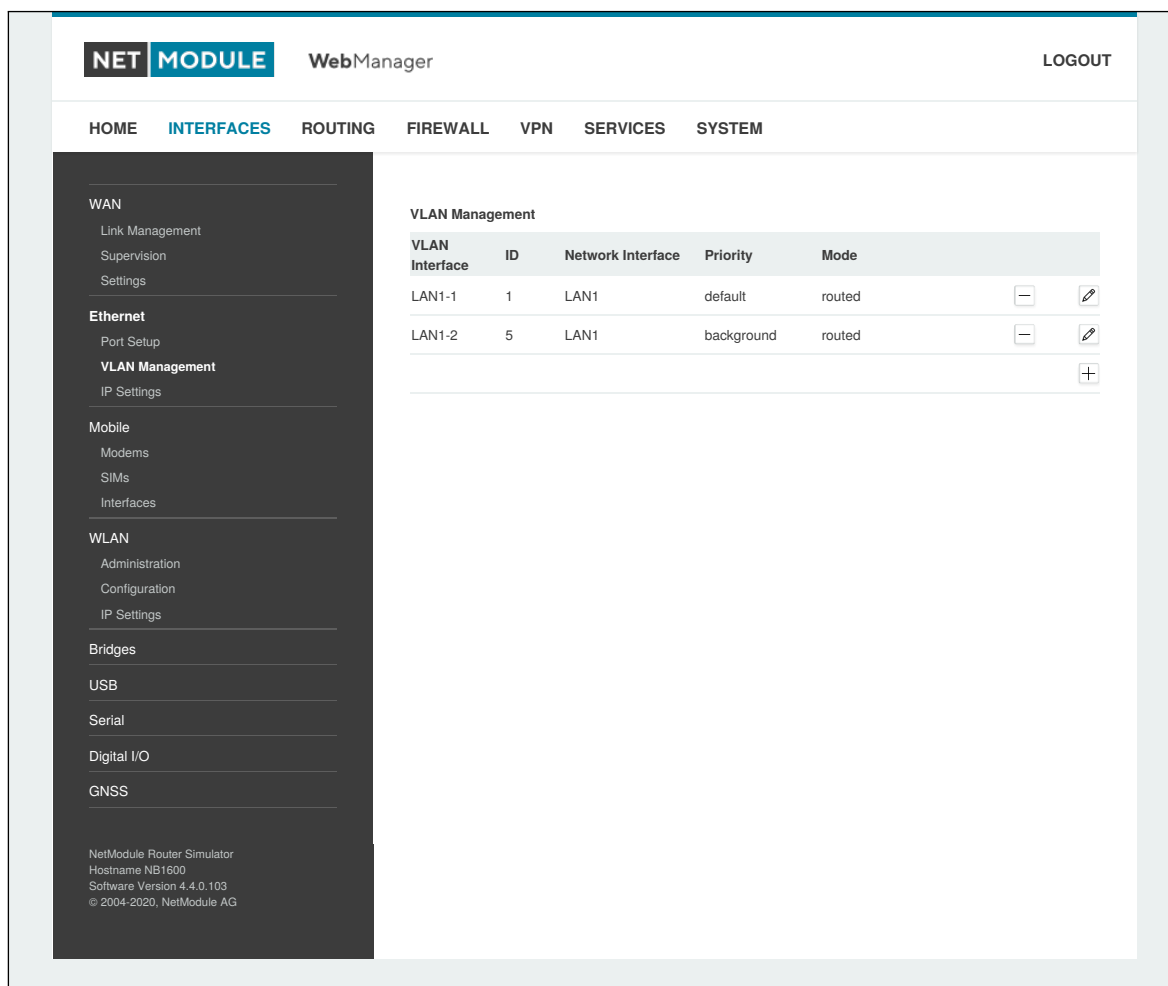 NET MODULE WebManager LOGOUT
HOME INTERFACES ROUTING FIREWALL VPN SERVICES SYSTEM
WAN
Link Management
Supervision
Settings
Ethernet
Port Setup
VLAN Management
IP Settings
Mobile
Modems
SIMs
Interfaces
WLAN
Administration
Configuration
IP Settings
Bridges
USB
Serial
Digital I/O
GNSS
NetModule Router Simulator
Hostname NB1600
Software Version 4.4.0.103
© 2004-2020, NetModule AG
VLAN Management
VLAN Interface ID Network Interface Priority Mode
LAN1-1 1 LAN1 default routed
LAN1-2 5 LAN1 background routed